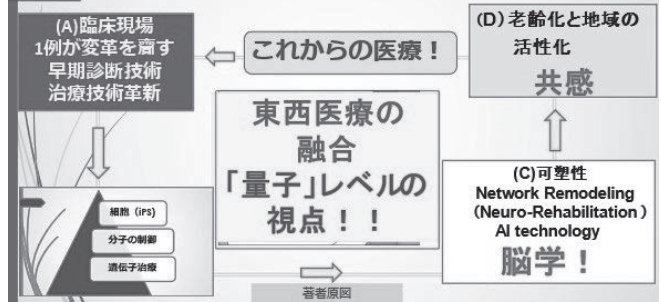 (A)臨床現場
1例が変革を齎す
早期診断技術
治療技術革新
これからの医療！
(D) 老齢化と地域の
活性化
共感
東西医療の
融合
「量子」レベルの
視点！！
細胞（iPS)
分子の制御
遺伝子治療
(C)可塑性
Network Remodeling
（Neuro-Rehabilitation）
AI technology
脳学！
著者原図